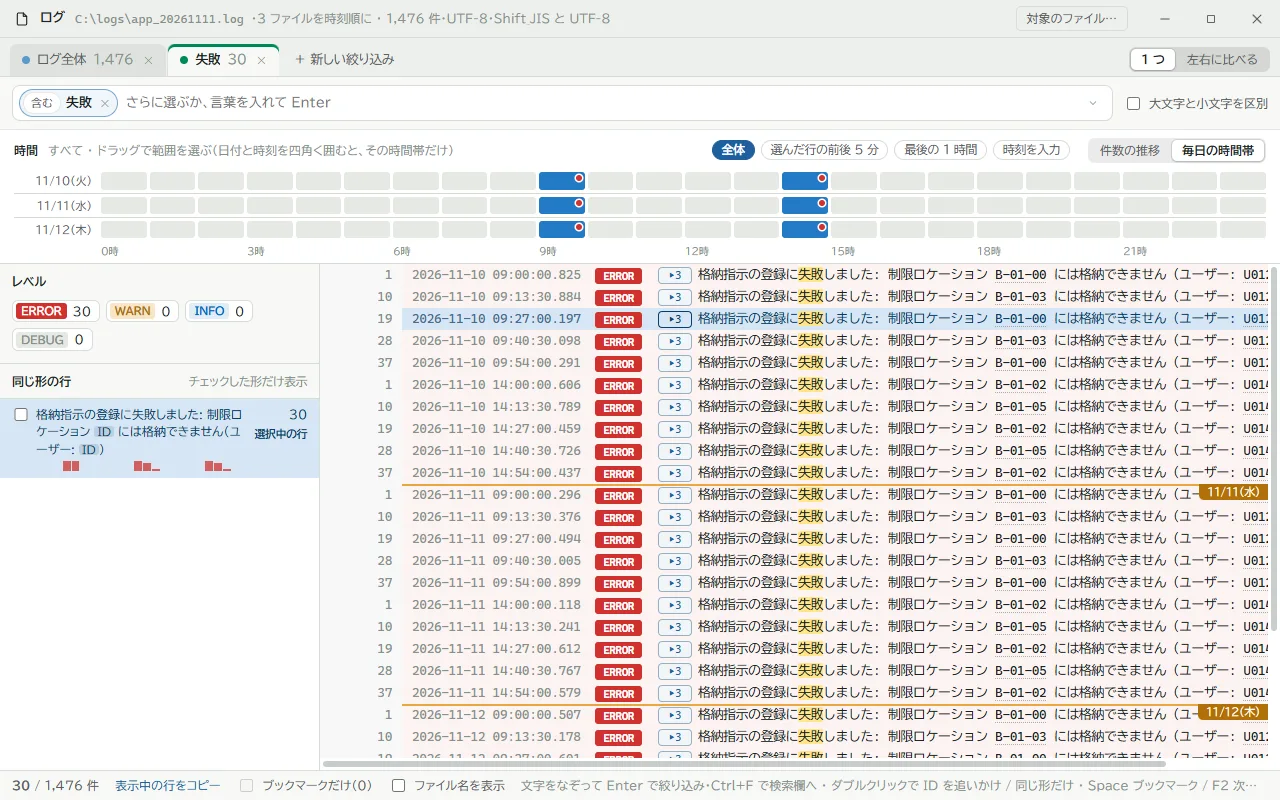 ログ C:\logs\app_20261111.log ・3 ファイルを時刻順に・1,476 件・UTF-8・Shift_JIS と UTF-8 対象のファイル…
ログ全体 1,476 × 失敗 30 × + 新しい絞り込み 1 つ 左右に比べる
含む 失敗 × さらに選ぶか、言葉を入れて Enter 大文字と小文字を区別
時間 すべて・ドラッグで範囲を選ぶ(日付と時刻を四角く囲むと、その時間帯だけ) 全体 選んだ行の前後 5 分 最後の 1 時間 時刻を入力 件数の推移 毎日の時間帯
11/10(火)
11/11(水)
11/12(木)
0時 3時 6時 9時 12時 15時 18時 21時
レベル
ERROR 30 WARN 0 INFO 0
DEBUG 0
同じ形の行 チェックした形だけ表示
格納指示の登録に失敗しました: 制限ロ 30
ケーション ID には格納できません(ユ 選択中の行
ーザー: ID)
1 2026-11-10 09:00:00.825 ERROR ▸3 格納指示の登録に失敗しました: 制限ロケーション B-01-00 には格納できません (ユーザー: U012
10 2026-11-10 09:13:30.884 ERROR ▸3 格納指示の登録に失敗しました: 制限ロケーション B-01-03 には格納できません (ユーザー: U012
19 2026-11-10 09:27:00.197 ERROR ▸3 格納指示の登録に失敗しました: 制限ロケーション B-01-00 には格納できません (ユーザー: U012
28 2026-11-10 09:40:30.098 ERROR ▸3 格納指示の登録に失敗しました: 制限ロケーション B-01-03 には格納できません (ユーザー: U012
37 2026-11-10 09:54:00.291 ERROR ▸3 格納指示の登録に失敗しました: 制限ロケーション B-01-00 には格納できません (ユーザー: U012
1 2026-11-10 14:00:00.606 ERROR ▸3 格納指示の登録に失敗しました: 制限ロケーション B-01-02 には格納できません (ユーザー: U014
10 2026-11-10 14:13:30.789 ERROR ▸3 格納指示の登録に失敗しました: 制限ロケーション B-01-05 には格納できません (ユーザー: U014
19 2026-11-10 14:27:00.459 ERROR ▸3 格納指示の登録に失敗しました: 制限ロケーション B-01-02 には格納できません (ユーザー: U014
28 2026-11-10 14:40:30.726 ERROR ▸3 格納指示の登録に失敗しました: 制限ロケーション B-01-05 には格納できません (ユーザー: U014
37 2026-11-10 14:54:00.437 ERROR ▸3 格納指示の登録に失敗しました: 制限ロケーション B-01-02 には格納できません (ユーザー: U014
1 2026-11-11 09:00:00.296 ERROR ▸3 格納指示の登録に失敗しました: 制限ロケーション B-01-00 には格納できません (ユー 11/11(水)
10 2026-11-11 09:13:30.376 ERROR ▸3 格納指示の登録に失敗しました: 制限ロケーション B-01-03 には格納できません (ユーザー: U012
19 2026-11-11 09:27:00.494 ERROR ▸3 格納指示の登録に失敗しました: 制限ロケーション B-01-00 には格納できません (ユーザー: U012
28 2026-11-11 09:40:30.005 ERROR ▸3 格納指示の登録に失敗しました: 制限ロケーション B-01-03 には格納できません (ユーザー: U012
37 2026-11-11 09:54:00.899 ERROR ▸3 格納指示の登録に失敗しました: 制限ロケーション B-01-00 には格納できません (ユーザー: U012
1 2026-11-11 14:00:00.118 ERROR ▸3 格納指示の登録に失敗しました: 制限ロケーション B-01-02 には格納できません (ユーザー: U014
10 2026-11-11 14:13:30.241 ERROR ▸3 格納指示の登録に失敗しました: 制限ロケーション B-01-05 には格納できません (ユーザー: U014
19 2026-11-11 14:27:00.612 ERROR ▸3 格納指示の登録に失敗しました: 制限ロケーション B-01-02 には格納できません (ユーザー: U014
28 2026-11-11 14:40:30.767 ERROR ▸3 格納指示の登録に失敗しました: 制限ロケーション B-01-05 には格納できません (ユーザー: U014
37 2026-11-11 14:54:00.579 ERROR ▸3 格納指示の登録に失敗しました: 制限ロケーション B-01-02 には格納できません (ユーザー: U014
1 2026-11-12 09:00:00.507 ERROR ▸3 格納指示の登録に失敗しました: 制限ロケーション B-01-00 には格納できません (ユー 11/12(木)
10 2026-11-12 09:13:30.178 ERROR ▸3 格納指示の登録に失敗しました: 制限ロケーション B-01-03 には格納できません (ユーザー: U012
30 / 1,476 件 表示中の行をコピー ブックマークだけ(0) ファイル名を表示 文字をなぞって Enter で絞り込み・Ctrl+F で検索欄へ・ダブルクリックで ID を追いかけ / 同じ形だけ・Space ブックマーク / F2 次…